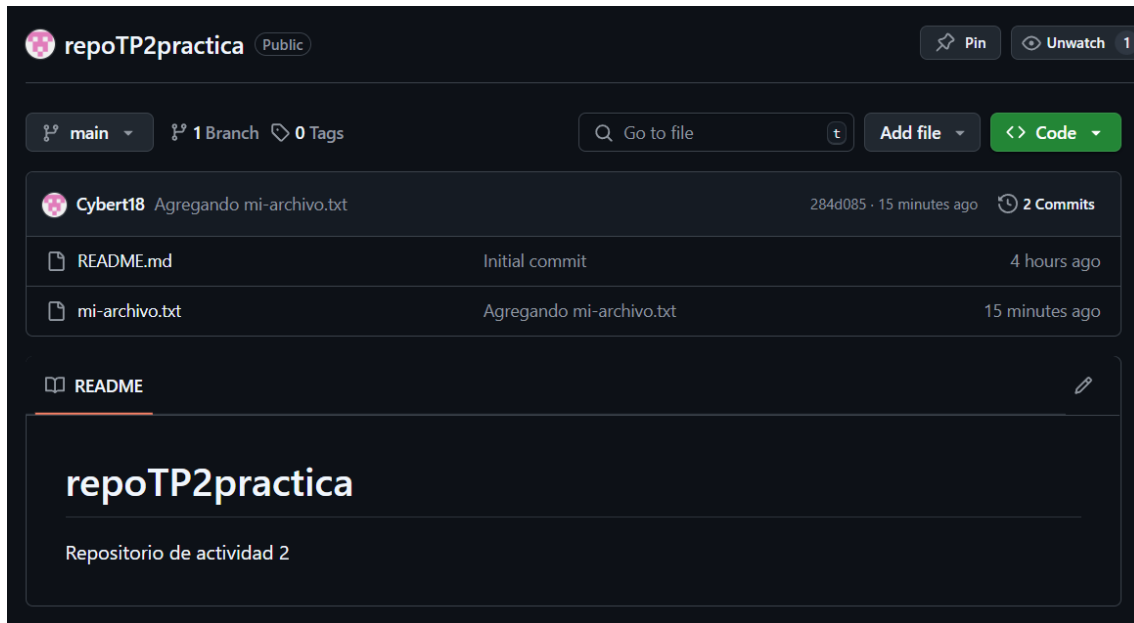 repoTP2practica Public Pin Unwatch 1
main 1 Branch 0 Tags Go to file t Add file Code
Cybert18 Agregando mi-archivo.txt 284d085 · 15 minutes ago 2 Commits
README.md Initial commit 4 hours ago
mi-archivo.txt Agregando mi-archivo.txt 15 minutes ago
README
repoTP2practica
Repositorio de actividad 2